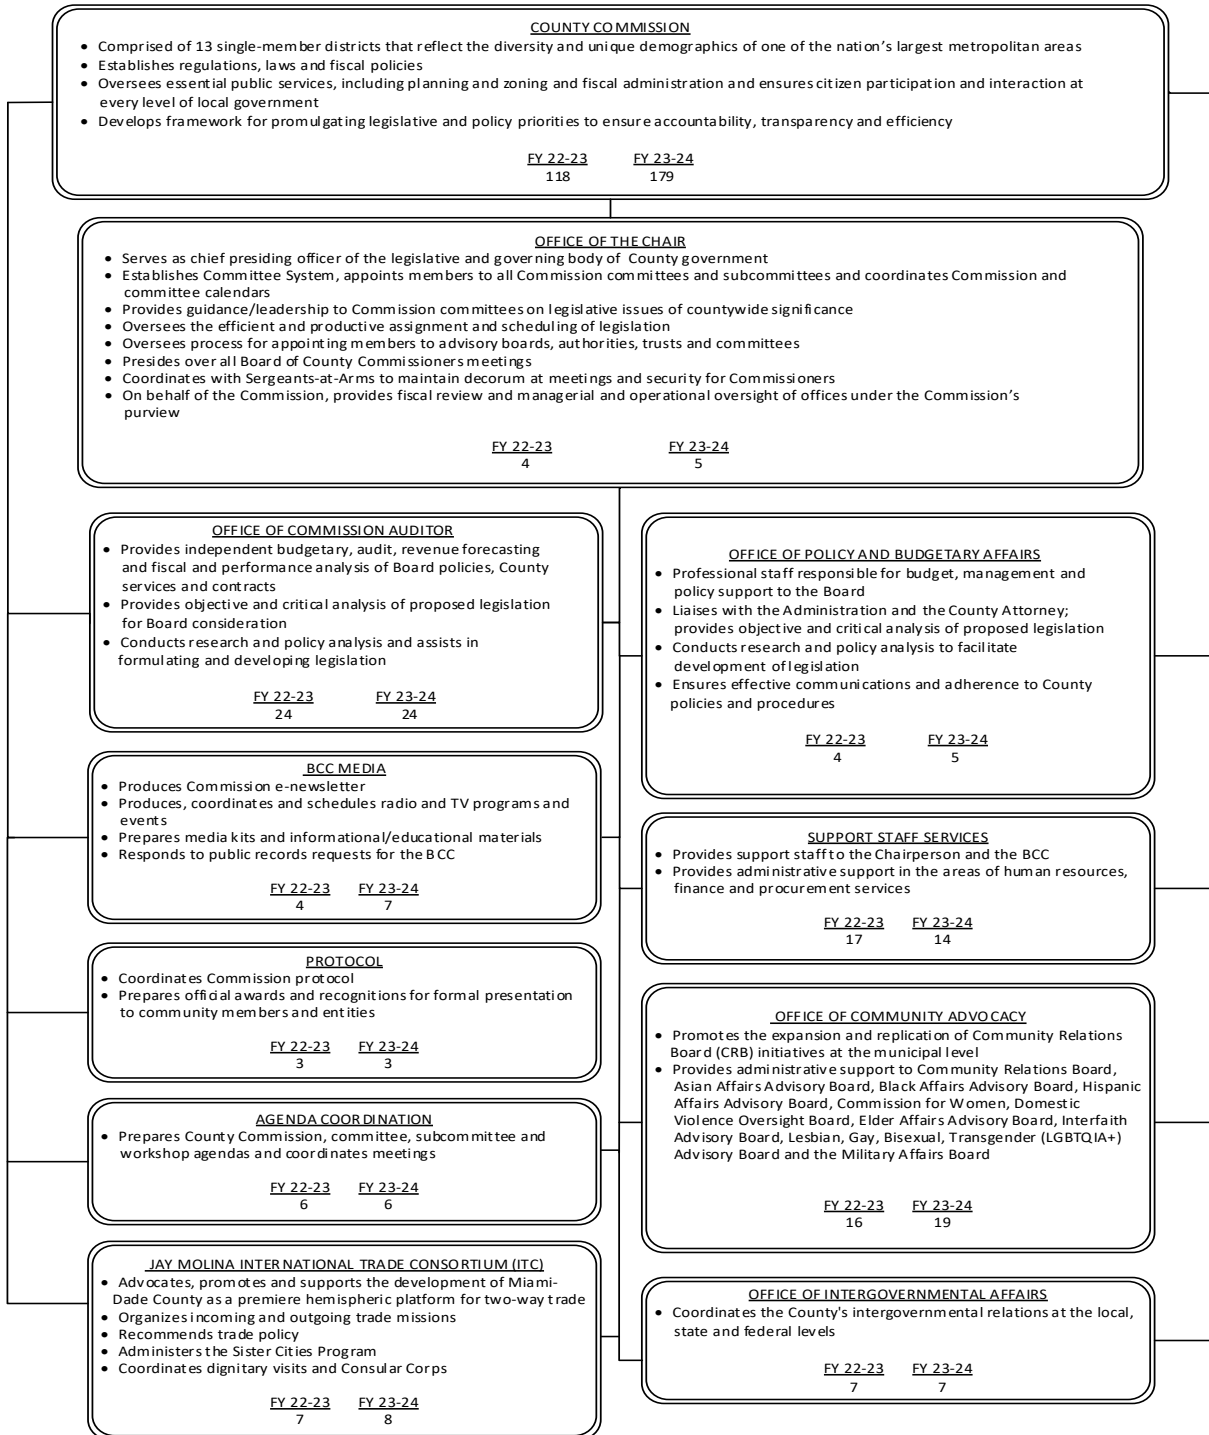 COUNTY COMMISSION
• Comprised of 13 single-member districts that reflect the diversity and unique demographics of one of the nation's largest metropolitan areas
• Establishes regulations, laws and fiscal policies
• Oversees essential public services, including planning and zoning and fiscal administration and ensures citizen participation and interaction at
every level of local government
• Develops framework for promulgating legislative and policy priorities to ensure accountability, transparency and efficiency
FY 22-23 FY 23-24
118 179
OFFICE OF THE CHAIR
• Serves as chief presiding officer of the legislative and governing body of County government
• Establishes Committee System, appoints members to all Commission committees and subcommittees and coordinates Commission and
committee calendars
• Provides guidance/leadership to Commission committees on legislative issues of countywide significance
• Oversees the efficient and productive assignment and scheduling of legislation
• Oversees process for appointing members to advisory boards, authorities, trusts and committees
• Presides over all Board of County Commissioners meetings
• Coordinates with Sergeants-at-Arms to maintain decorum at meetings and security for Commissioners
• On behalf of the Commission, provides fiscal review and managerial and operational oversight of offices under the Commission's
purview
FY 22-23 FY 23-24
4 5
OFFICE OF COMMISSION AUDITOR
• Provides independent budgetary, audit, revenue forecasting
and fiscal and performance analysis of Board policies, County
services and contracts
• Provides objective and critical analysis of proposed legislation
for Board consideration
• Conducts research and policy analysis and assists in
formulating and developing legislation
FY 22-23 FY 23-24
24 24
OFFICE OF POLICY AND BUDGETARY AFFAIRS
• Professional staff responsible for budget, management and
policy support to the Board
• Liaises with the Administration and the County Attorney;
provides objective and critical analysis of proposed legislation
• Conducts research and policy analysis to facilitate
development of legislation
• Ensures effective communications and adherence to County
policies and procedures
FY 22-23 FY 23-24
4 5
BCC MEDIA
• Produces Commission e-newsletter
• Produces, coordinates and schedules radio and TV programs and
events
• Prepares media kits and informational/educational materials
• Responds to public records requests for the BCC
FY 22-23 FY 23-24
4 7
SUPPORT STAFF SERVICES
• Provides support staff to the Chairperson and the BCC
• Provides administrative support in the areas of human resources,
finance and procurement services
FY 22-23 FY 23-24
17 14
PROTOCOL
• Coordinates Commission protocol
• Prepares official awards and recognitions for formal presentation
to community members and entities
FY 22-23 FY 23-24
3 3
OFFICE OF COMMUNITY ADVOCACY
• Promotes the expansion and replication of Community Relations
Board (CRB) initiatives at the municipal level
• Provides administrative support to Community Relations Board,
Asian Affairs Advisory Board, Black Affairs Advisory Board, Hispanic
Affairs Advisory Board, Commission for Women, Domestic
Violence Oversight Board, Elder Affairs Advisory Board, Interfaith
Advisory Board, Lesbian, Gay, Bisexual, Transgender (LGBTQIA+)
Advisory Board and the Military Affairs Board
FY 22-23 FY 23-24
16 19
AGENDA COORDINATION
• Prepares County Commission, committee, subcommittee and
workshop agendas and coordinates meetings
FY 22-23 FY 23-24
6 6
JAY MOLINA INTERNATIONAL TRADE CONSORTIUM (ITC)
• Advocates, promotes and supports the development of Miami-
Dade County as a premiere hemispheric platform for two-way trade
• Organizes incoming and outgoing trade missions
• Recommends trade policy
• Administers the Sister Cities Program
• Coordinates dignitary visits and Consular Corps
FY 22-23 FY 23-24
7 8
OFFICE OF INTERGOVERNMENTAL AFFAIRS
• Coordinates the County's intergovernmental relations at the local,
state and federal levels
FY 22-23 FY 23-24
7 7